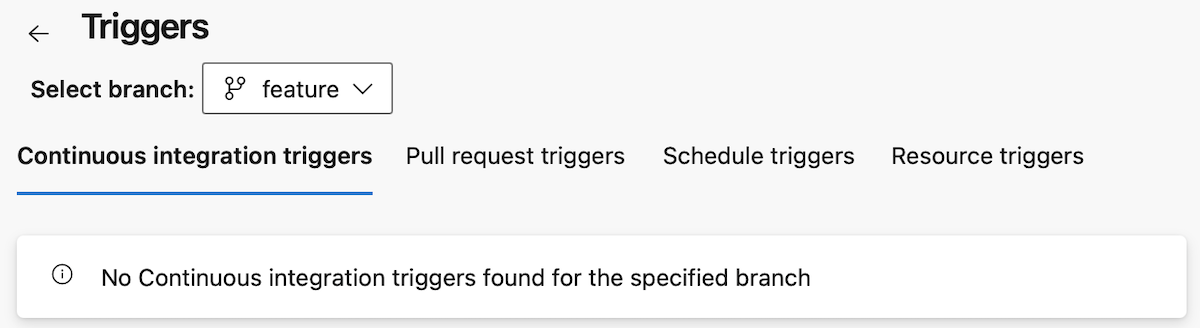 Triggers
Select branch: feature
Continuous integration triggers Pull request triggers Schedule triggers Resource triggers
No Continuous integration triggers found for the specified branch